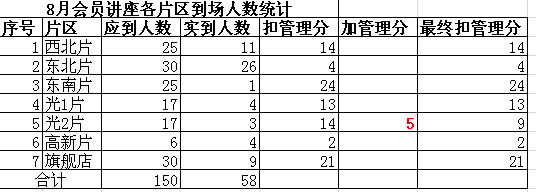 8月会员讲座各片区到场人数统计
序号 片区 应到人数 实到人数 扣管理分 加管理分 最终扣管理分
1 西北片 25 11 14 14
2 东北片 30 26 4 4
3 东南片 25 1 24 24
4 光1片 17 4 13 13
5 光2片 17 3 14 5 9
6 高新片 6 4 2 2
7 旗舰店 30 9 21 21
合计 150 58